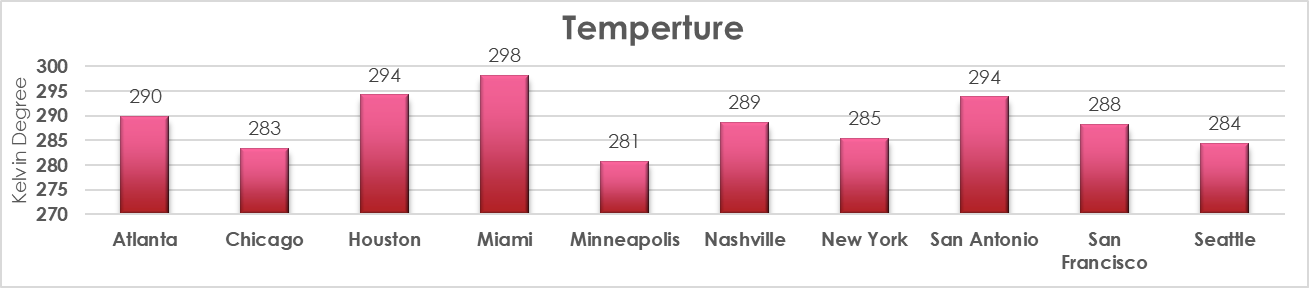 Temperture
Kelvin Degree
300
295
290
285
280
275
270
290
283
294
298
281
289
285
294
288
284
Atlanta
Chicago
Houston
Miami
Minneapolis
Nashville
New York
San Antonio
San
Francisco
Seattle